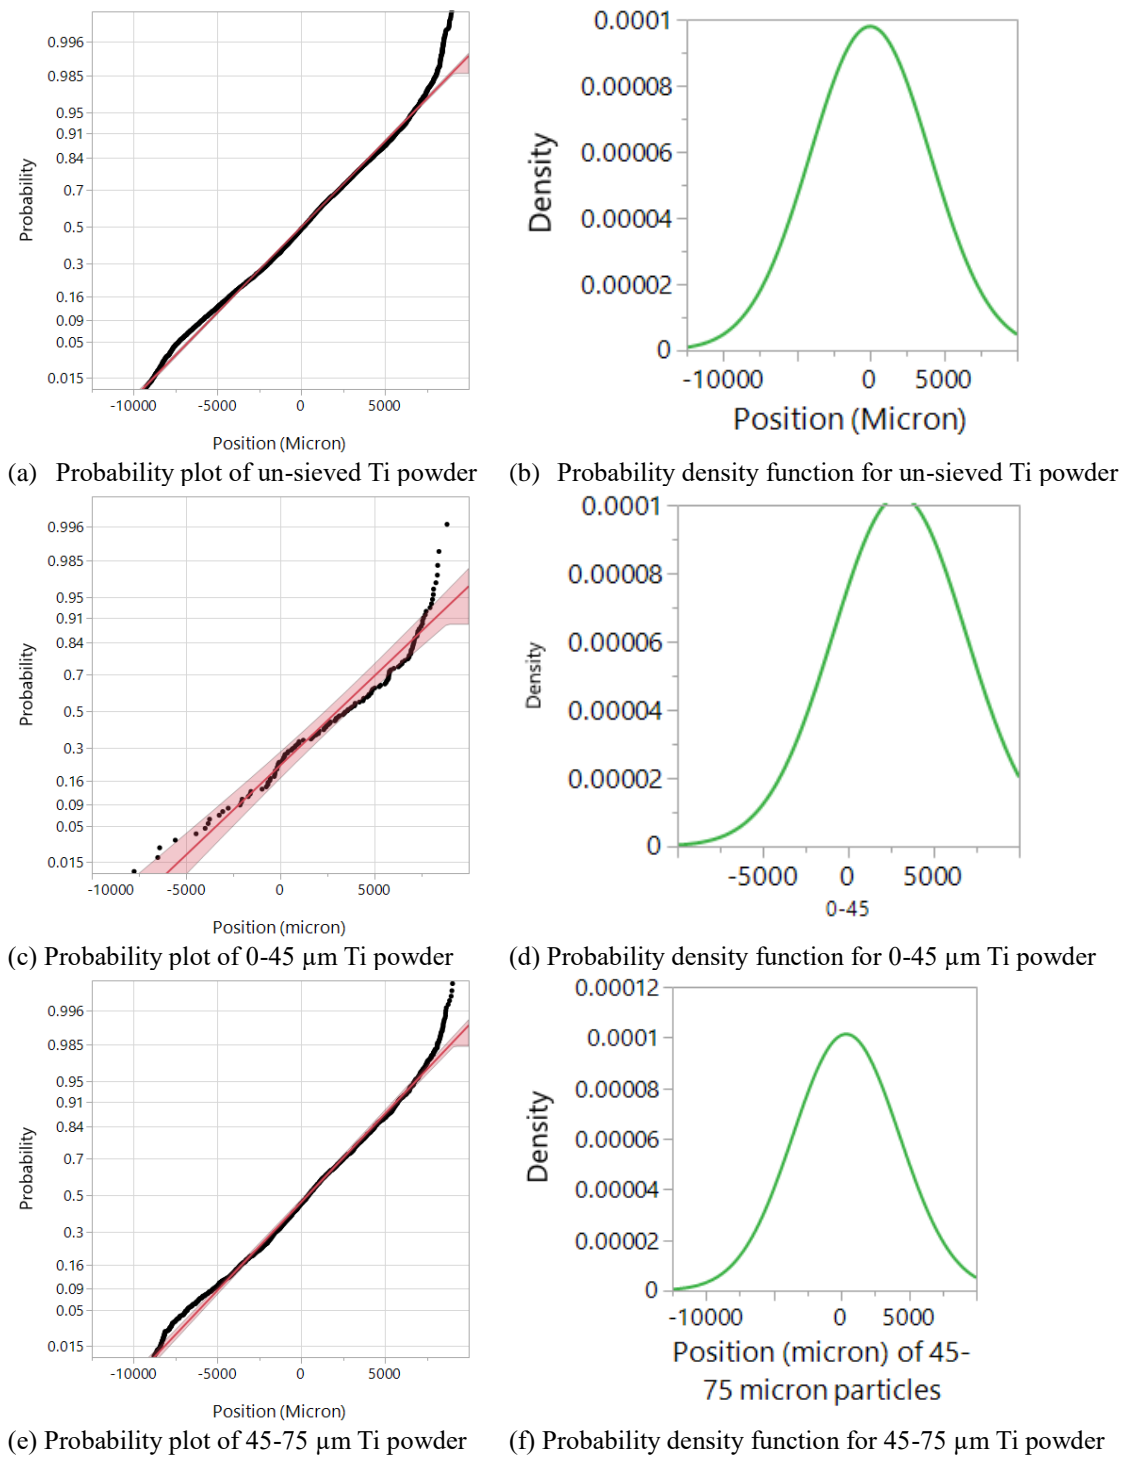 0.996
0.985
0.95
0.91
0.84
0.7
0.5
0.3
0.16
0.09
0.05
0.015
Probability
-10000 -5000 0 5000
Position (Micron)
0.0001
0.00008
0.00006
0.00004
0.00002
0
Density
-10000 0 5000
Position (Micron)
(a) Probability plot of un-sieved Ti powder
(b) Probability density function for un-sieved Ti powder
0.996
0.985
0.95
0.91
0.84
0.7
0.5
0.3
0.16
0.09
0.05
0.015
Probability
-10000 -5000 0 5000
Position (micron)
0.0001
0.00008
0.00006
0.00004
0.00002
0
Density
-5000 0 5000
0-45
(c) Probability plot of 0-45 µm Ti powder
(d) Probability density function for 0-45 µm Ti powder
0.996
0.985
0.95
0.91
0.84
0.7
0.5
0.3
0.16
0.09
0.05
0.015
Probability
-10000 -5000 0 5000
Position (Micron)
0.00012
0.0001
0.00008
0.00006
0.00004
0.00002
0
Density
-10000 0 5000
Position (micron) of 45-
75 micron particles
(e) Probability plot of 45-75 µm Ti powder
(f) Probability density function for 45-75 µm Ti powder